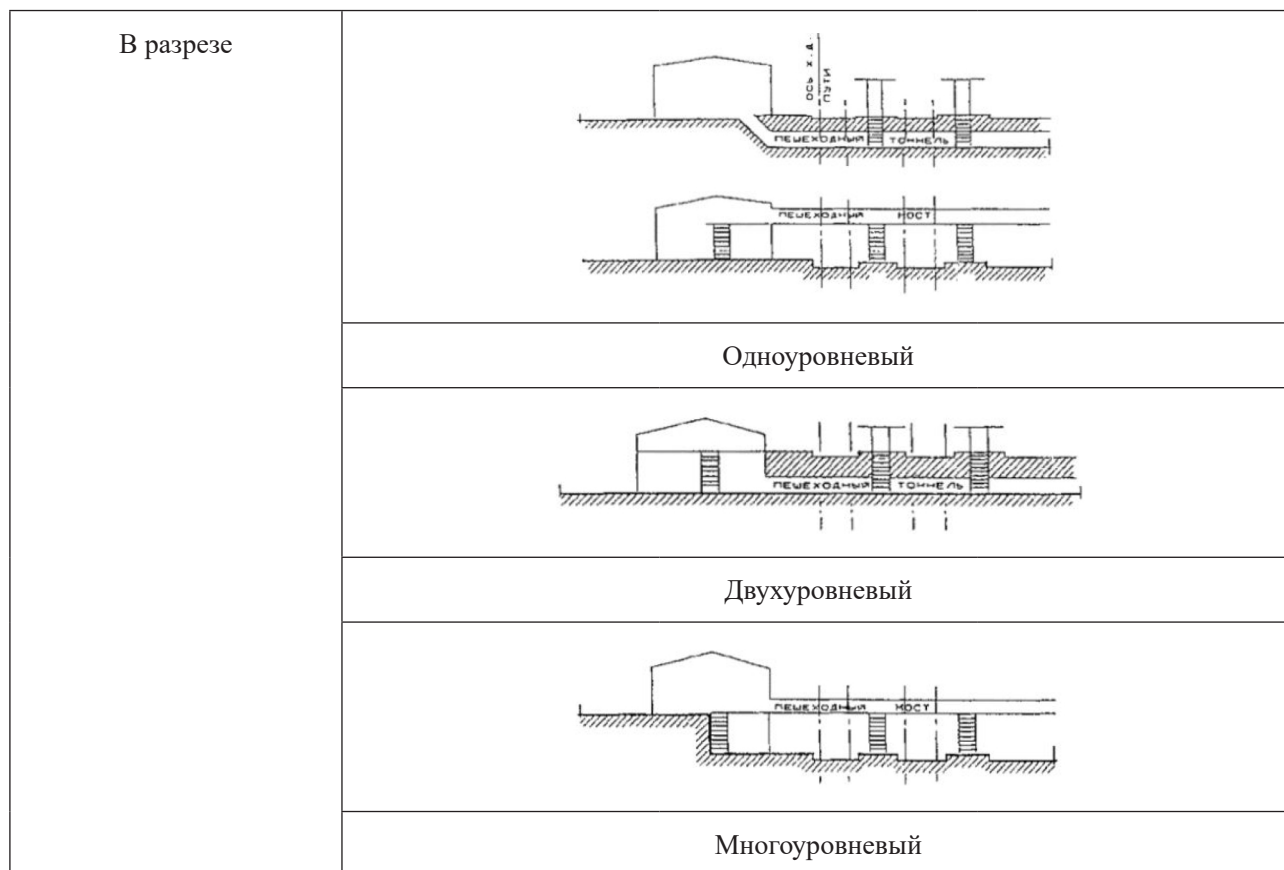 В разрезе
ОСЬ Ж.Д.
ПУТИ
ПЕШЕХОДНЫЙ ТОННЕЛЬ
ПЕШЕХОДНЫЙ МОСТ
Одноуровневый
ПЕШЕХОДНЫЙ ТОННЕЛЬ
Двухуровневый
ПЕШЕХОДНЫЙ МОСТ
Многоуровневый